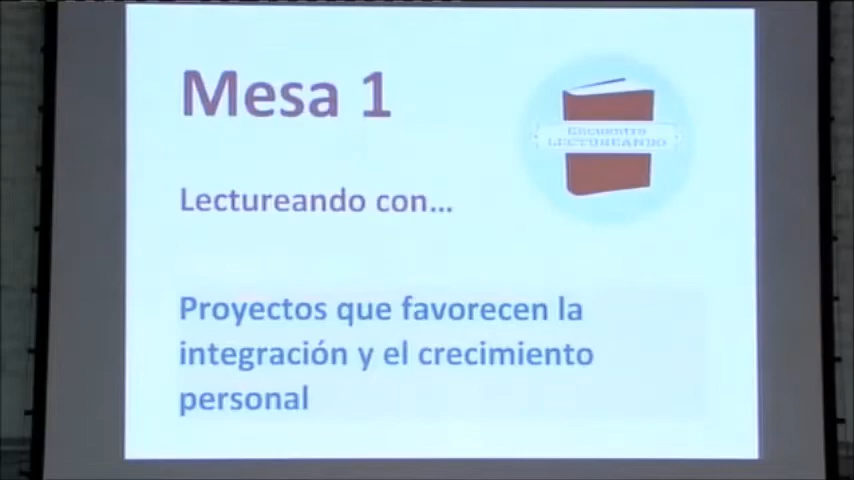 Mesa 1
Encuentro
LECTUREANDO
Lectureando con...
Proyectos que favorecen la
integración y el crecimiento
personal